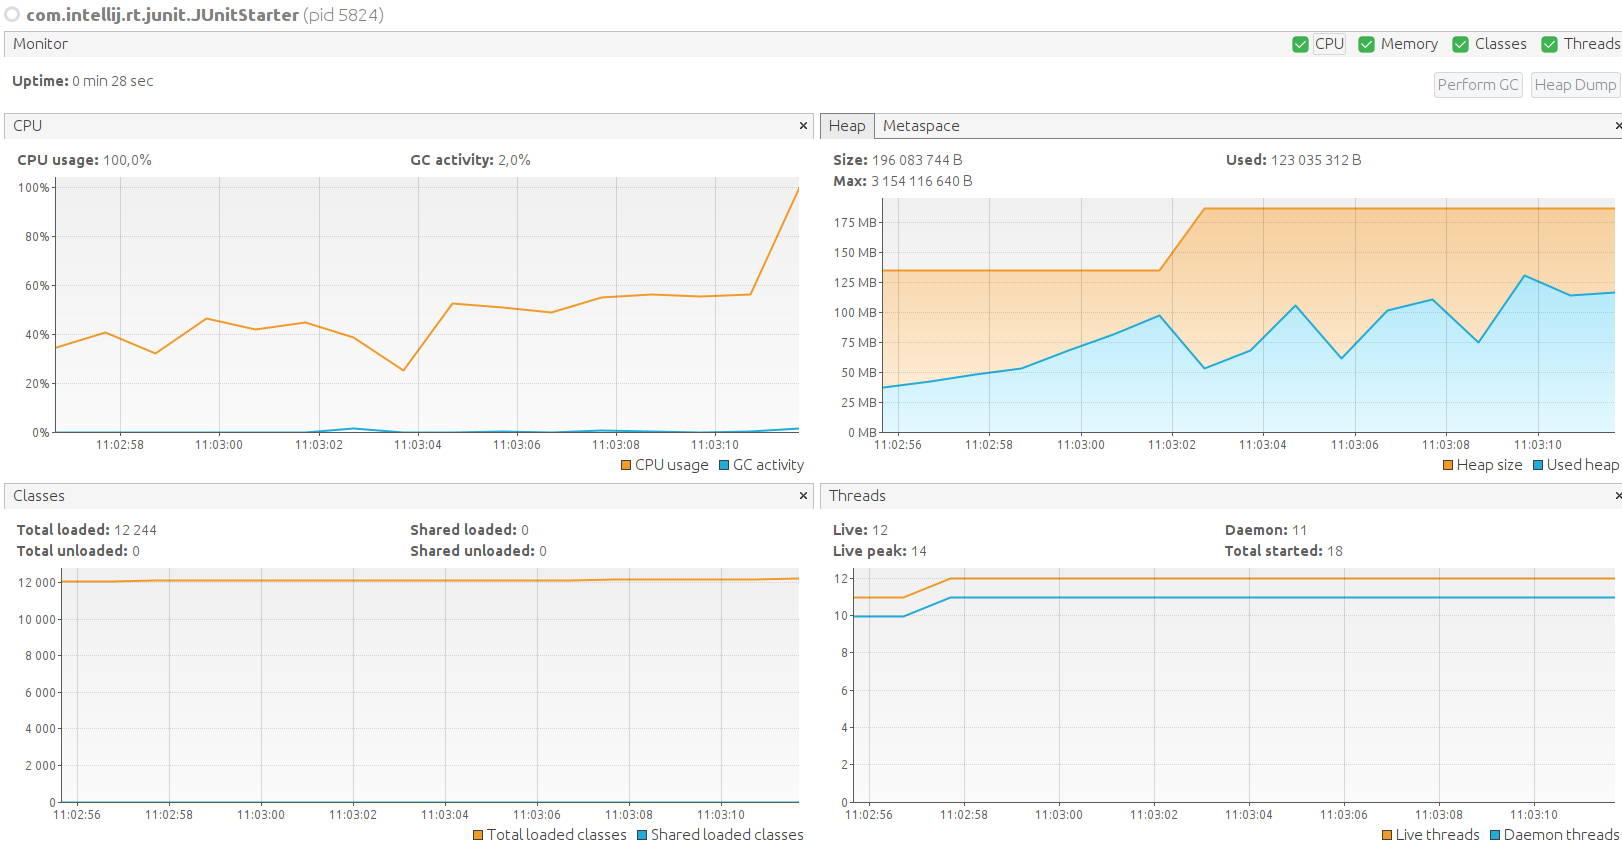 com.intellij.rt.junit.JUnitStarter (pid 5824)
Monitor
CPU Memory Classes Threads
Uptime: 0 min 28 sec
Perform GC Heap Dump
CPU
CPU usage: 100,0% GC activity: 2,0%
100%
80%
60%
40%
20%
0%
11:02:58 11:03:00 11:03:02 11:03:04 11:03:06 11:03:08 11:03:10
CPU usage GC activity
Heap Metaspace
Size: 196 083 744 B Used: 123 035 312 B
Max: 3 154 116 640 B
175 MB
150 MB
125 MB
100 MB
75 MB
50 MB
25 MB
0 MB
11:02:56 11:02:58 11:03:00 11:03:02 11:03:04 11:03:06 11:03:08 11:03:10
Heap size Used heap
Classes
Total loaded: 12 244 Shared loaded: 0
Total unloaded: 0 Shared unloaded: 0
12 000
10 000
8 000
6 000
4 000
2 000
0
11:02:56 11:02:58 11:03:00 11:03:02 11:03:04 11:03:06 11:03:08 11:03:10
Total loaded classes Shared loaded classes
Threads
Live: 12 Daemon: 11
Live peak: 14 Total started: 18
12
10
8
6
4
2
0
11:02:56 11:02:58 11:03:00 11:03:02 11:03:04 11:03:06 11:03:08 11:03:10
Live threads Daemon threads